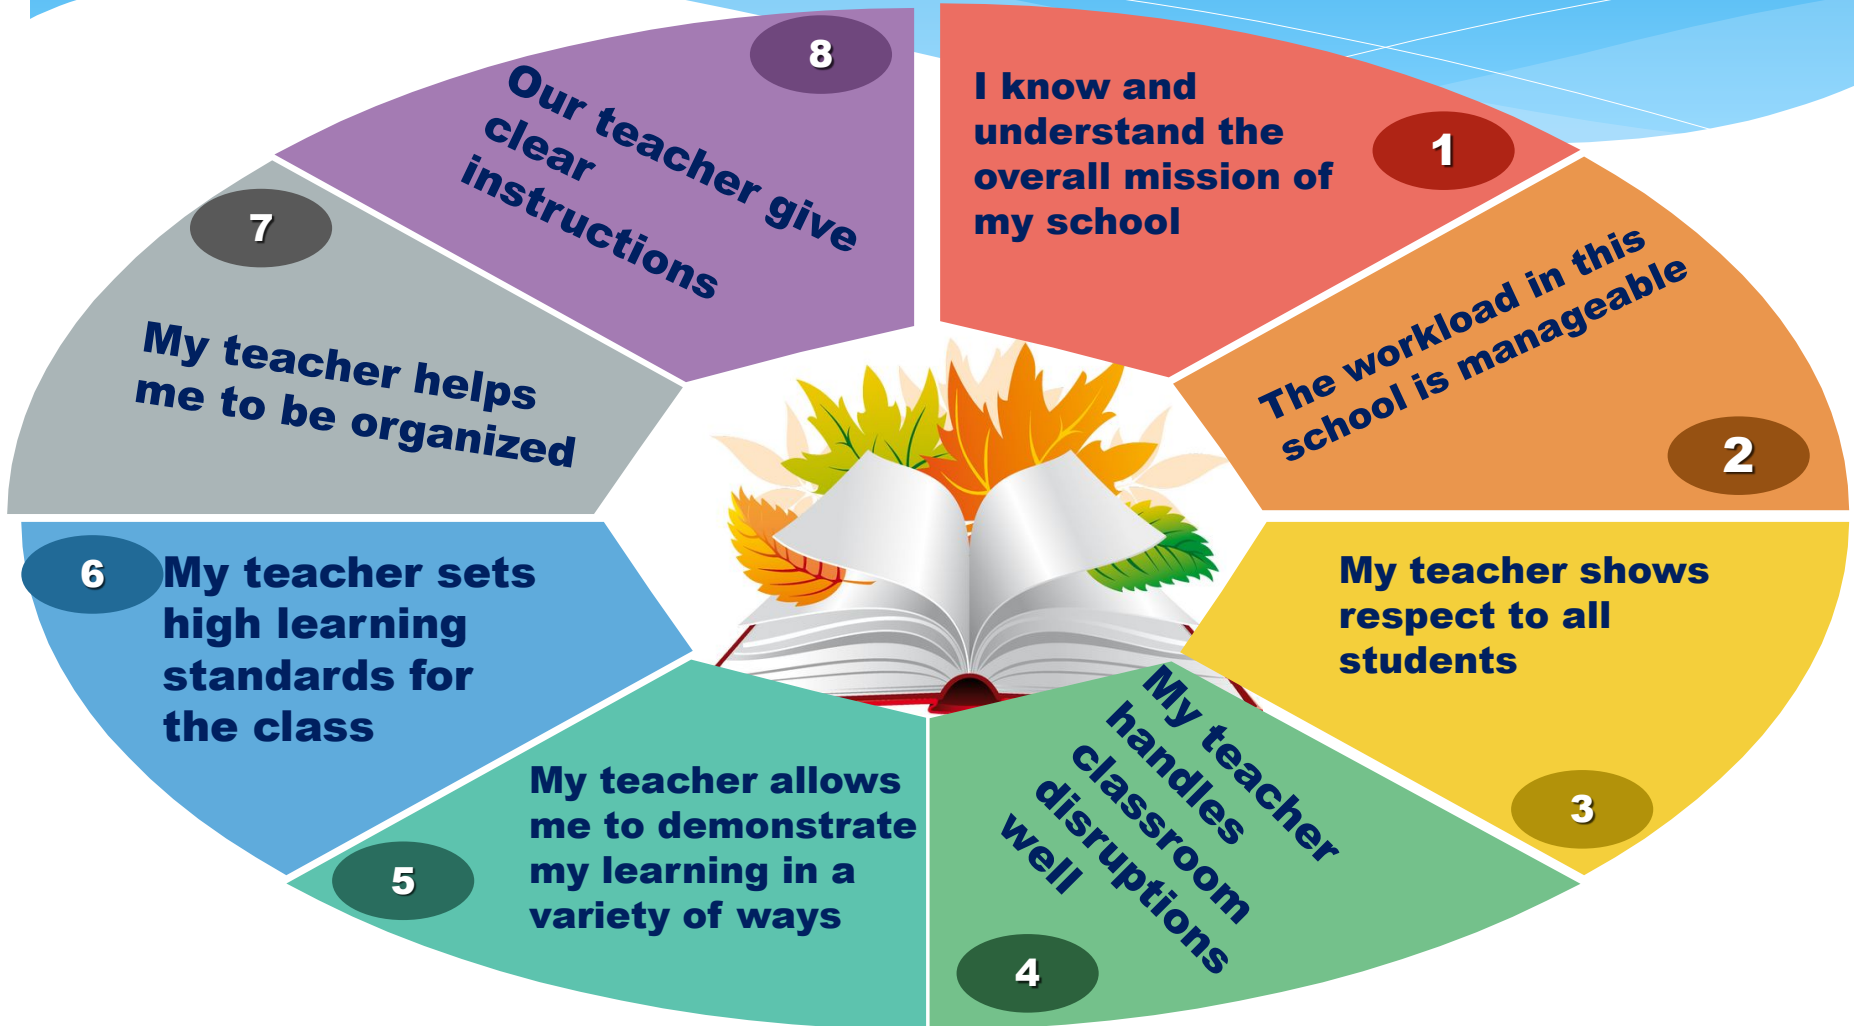 1
I know and
understand the
overall mission of
my school
2
The workload in this
school is manageable
3
My teacher shows
respect to all
students
4
My teacher
handles
classroom
disruptions
well
5
My teacher allows
me to demonstrate
my learning in a
variety of ways
6
My teacher sets
high learning
standards for
the class
7
My teacher helps
me to be organized
8
Our teacher give
clear
instructions